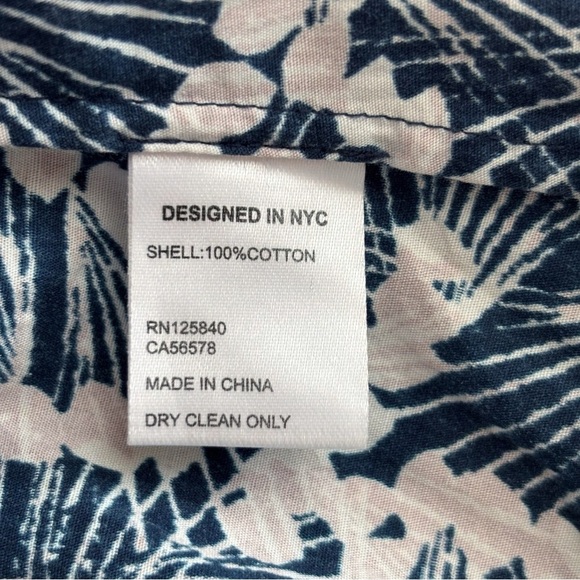 DESIGNED IN NYC
SHELL:100%COTTON
RN125840
CA56578
MADE IN CHINA
DRY CLEAN ONLY